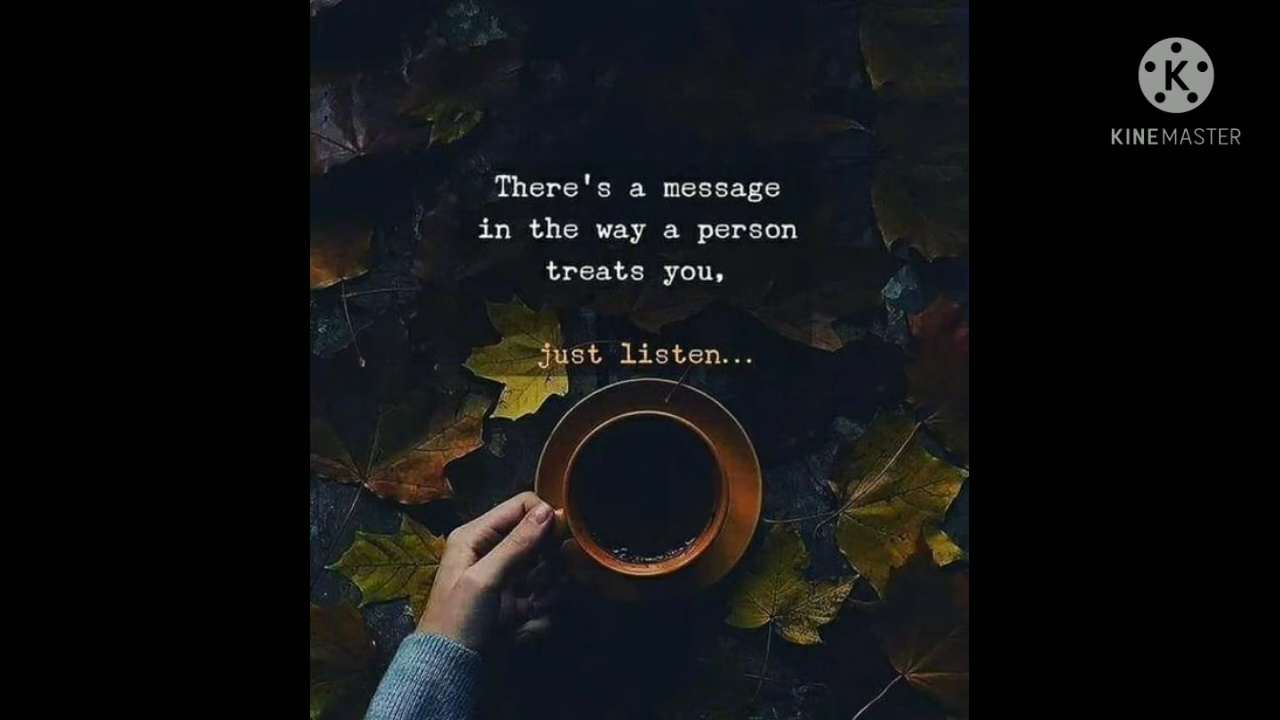 There's a message
in the way a person
treats you,
just listen...
KINEMASTER